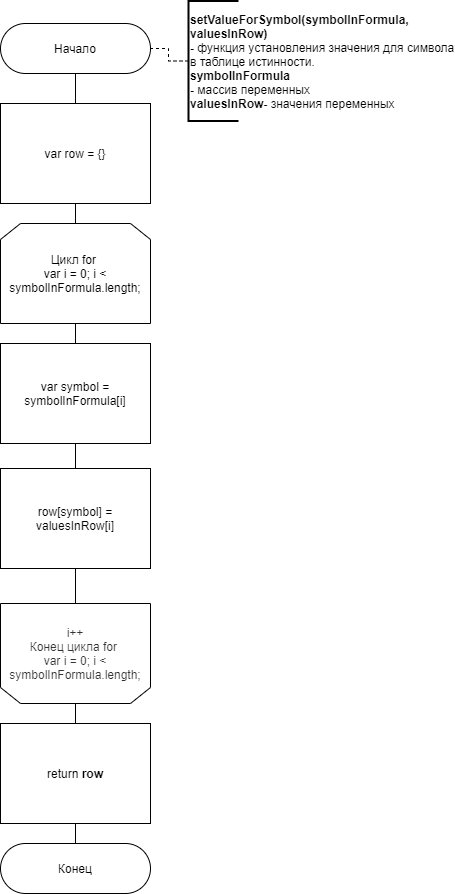 Начало
setValueForSymbol(symbolInFormula,
valuesInRow)
- функция установления значения для символа
в таблице истинности.
symbolInFormula
- массив переменных
valuesInRow- значения переменных
var row = {}
Цикл for
var i = 0; i <
symbolInFormula.length;
var symbol =
symbolInFormula[i]
row[symbol] =
valuesInRow[i]
i++
Конец цикла for
var i = 0; i <
symbolInFormula.length;
return row
Конец